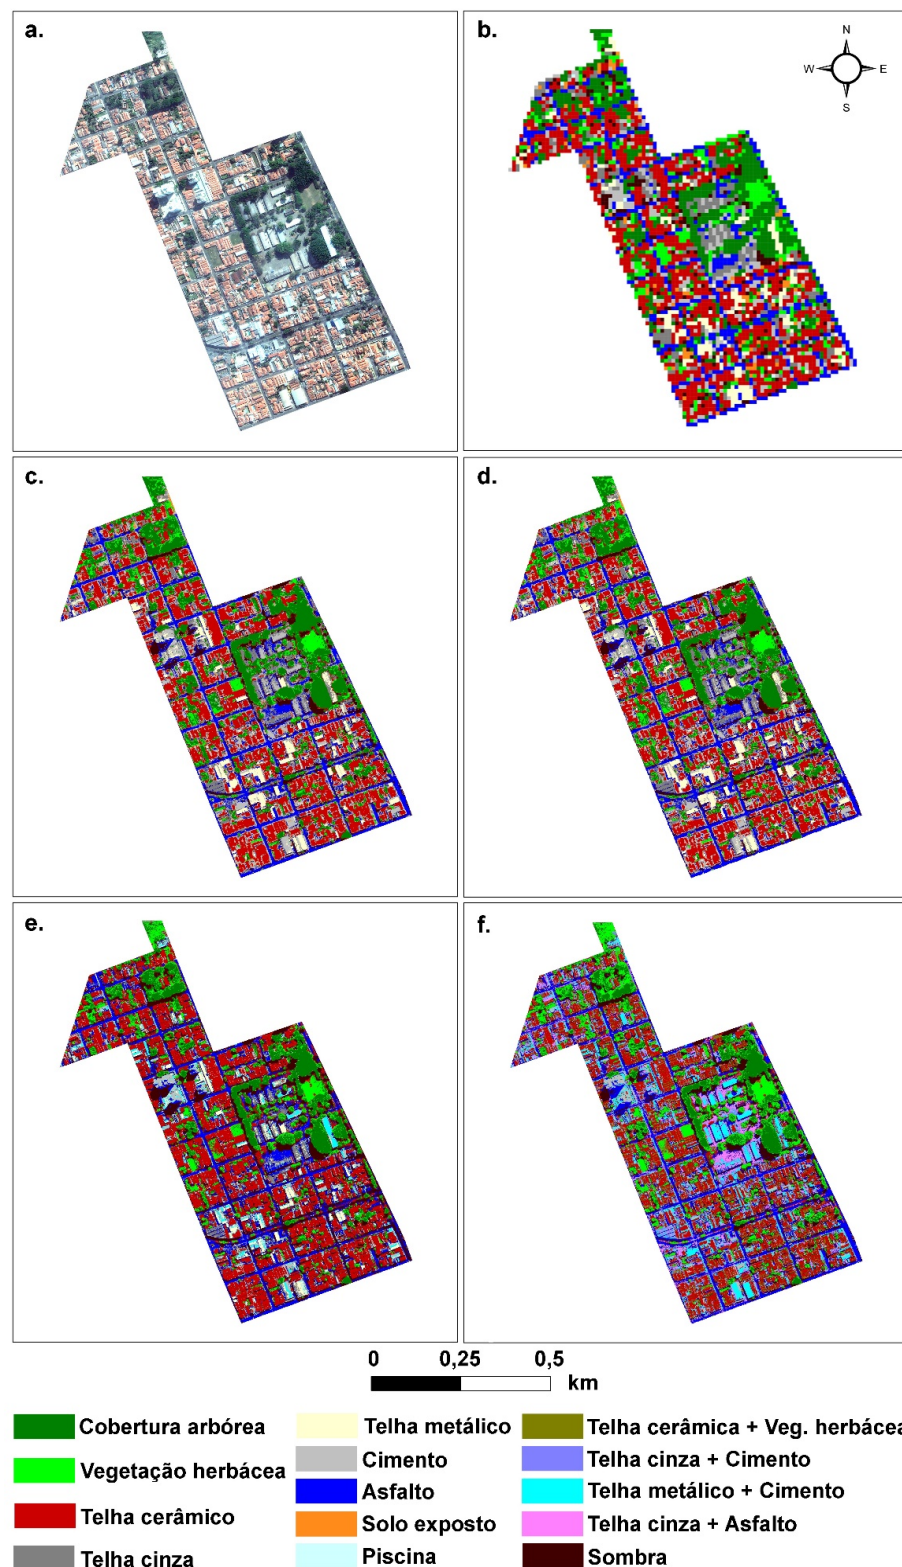 a.
b.
N
W
E
S
c.
d.
e.
f.
0
0,25
0,5
km
Cobertura arbórea
Telha metálico
Telha cerâmica + Veg. herbácea
Vegetação herbácea
Cimento
Telha cinza + Cimento
Asfalto
Telha metálico + Cimento
Telha cerâmico
Solo exposto
Telha cinza + Asfalto
Telha cinza
Piscina
Sombra